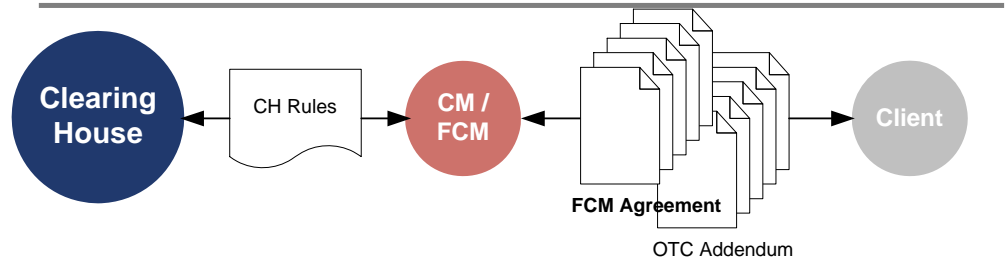 Clearing
House
CH Rules
CM /
FCM
Client
FCM Agreement
OTC Addendum